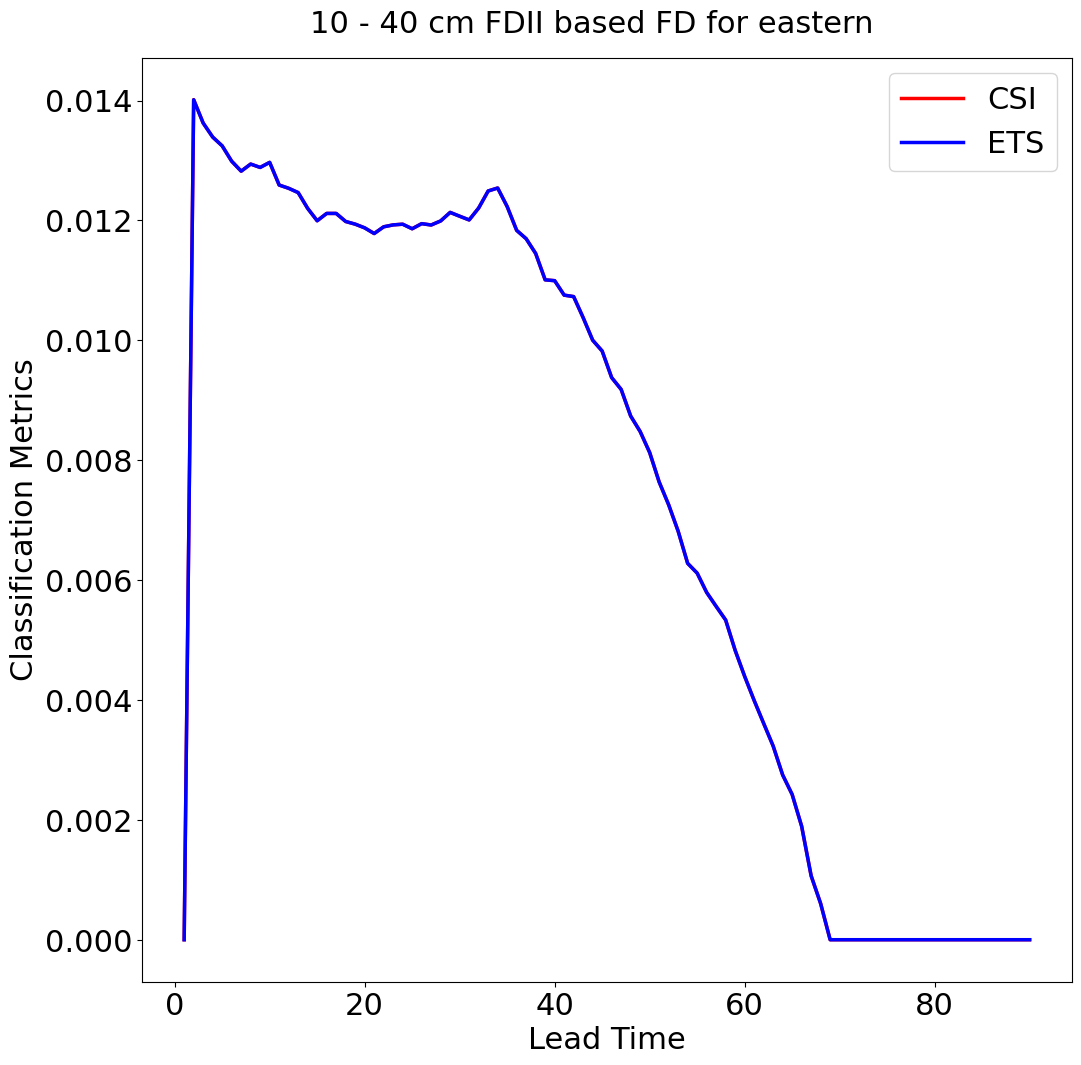 10 - 40 cm FDII based FD for eastern
CSI
ETS
0.014
0.012
0.010
0.008
0.006
0.004
0.002
0.000
Classification Metrics
0 20 40 60 80
Lead Time